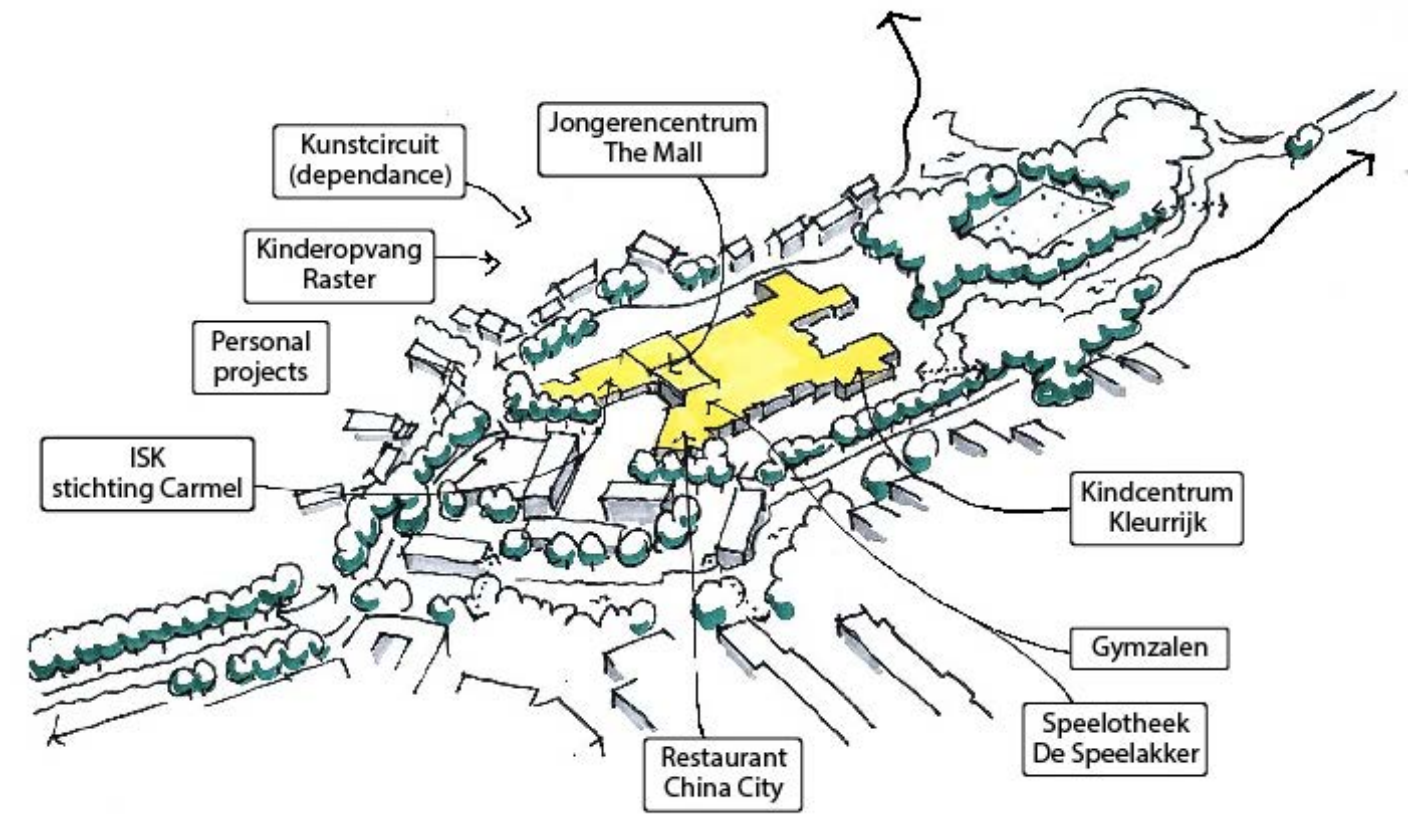 Jongerencentrum
The Mall
Kunstcircuit
(dependance)
Kinderopvang
Raster
Personal
projects
ISK
stichting Carmel
Kindcentrum
Kleurrijk
Gymzalen
Speelotheek
De Speelakker
Restaurant
China City